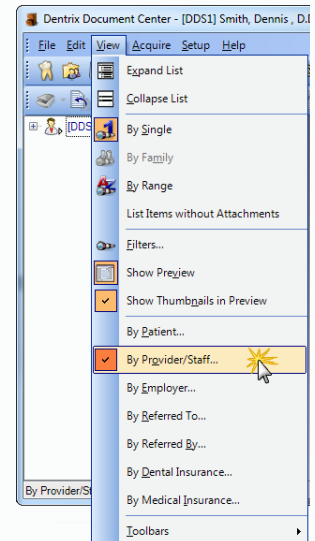 Dentrix Document Center - [DDS1] Smith, Dennis , D.
File Edit View Acquire Setup Help
Expand List
Collapse List
[DDS
1
By Single
By Family
By Range
List Items without Attachments
Filters...
Show Preview
Show Thumbnails in Preview
By Patient...
By Provider/Staff...
By Employer...
By Referred To...
By Referred By...
By Dental Insurance...
By Provider/S
By Medical Insurance...
Toolbars